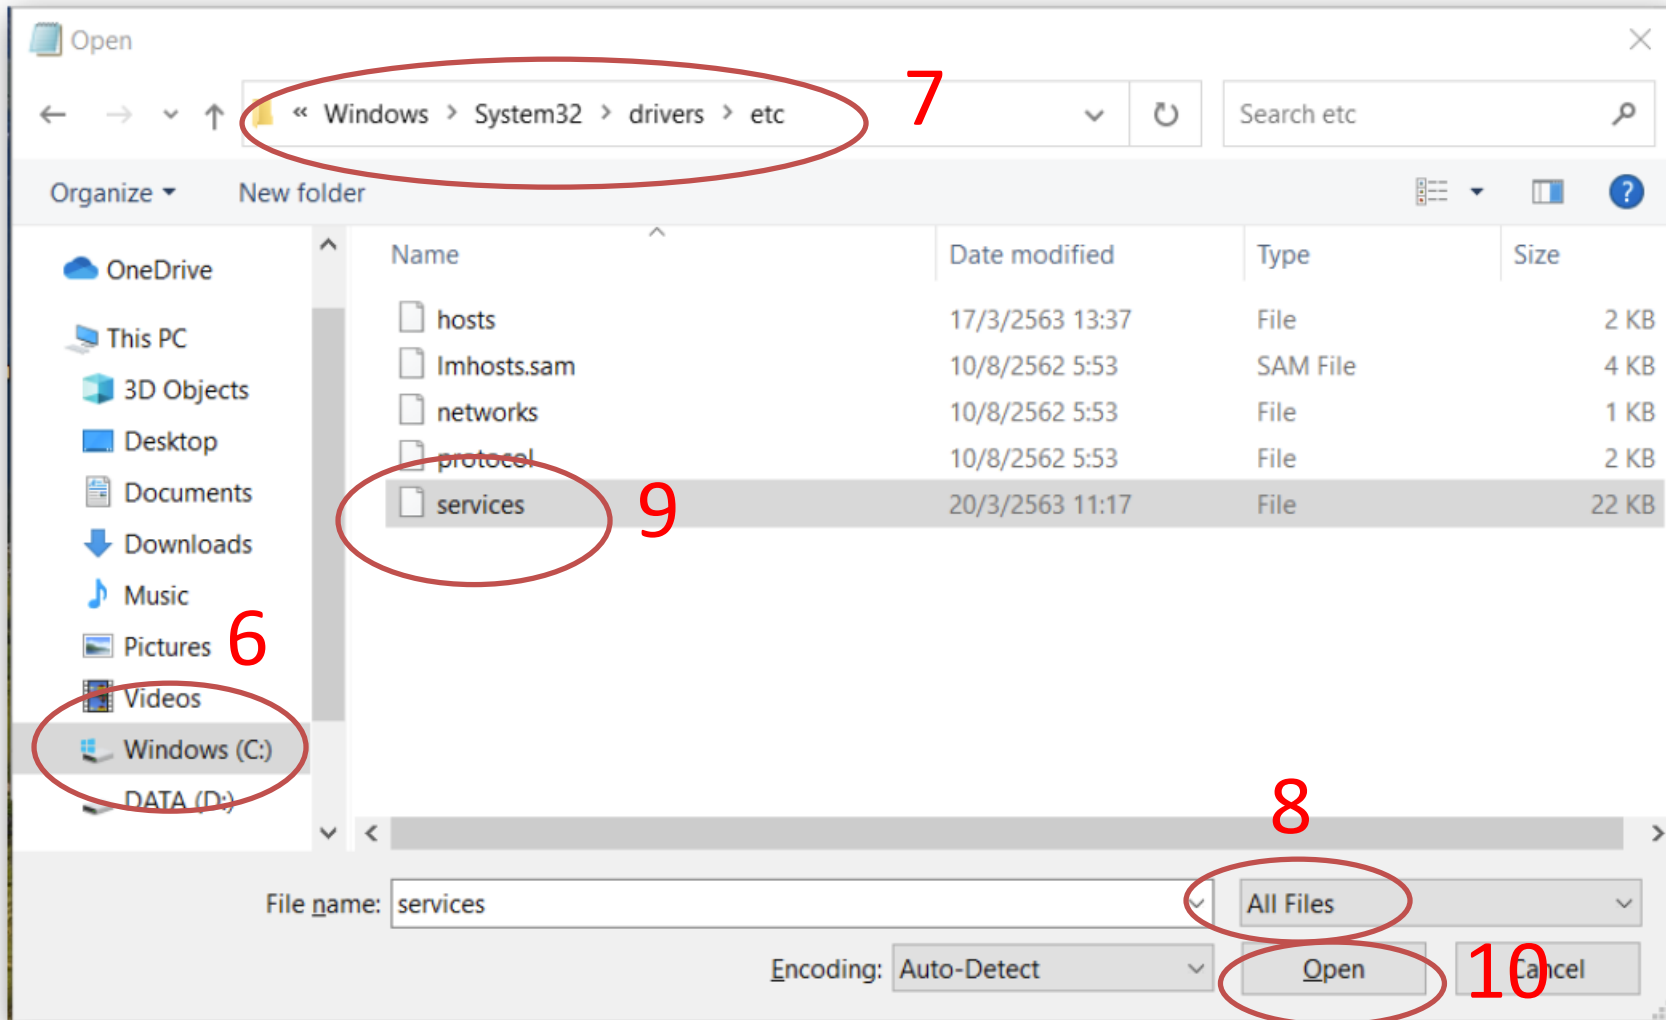 Open
« Windows > System32 > drivers > etc
7
Search etc
Organize
New folder
?
OneDrive
This PC
3D Objects
Desktop
Documents
Downloads
Music
Pictures
6
Videos
Windows (C:)
DATA (D:)
Name Date modified Type Size
hosts 17/3/2563 13:37 File 2 KB
lmhosts.sam 10/8/2562 5:53 SAM File 4 KB
networks 10/8/2562 5:53 File 1 KB
protocol 10/8/2562 5:53 File 2 KB
services 20/3/2563 11:17 File 22 KB
9
8
File name: services All Files
Encoding: Auto-Detect Open Cancel
10